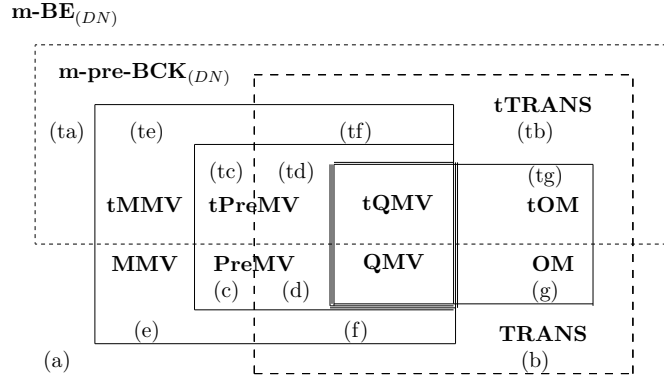 m-BE(DN)
m-pre-BCK(DN)
tTRANS
(ta) (te) (tf) (tb)
(tc) (td) (tg)
tMMV tPreMV tQMV tOM
MMV PreMV QMV OM
(c) (d) (g)
(e) (f) TRANS
(a) (b)